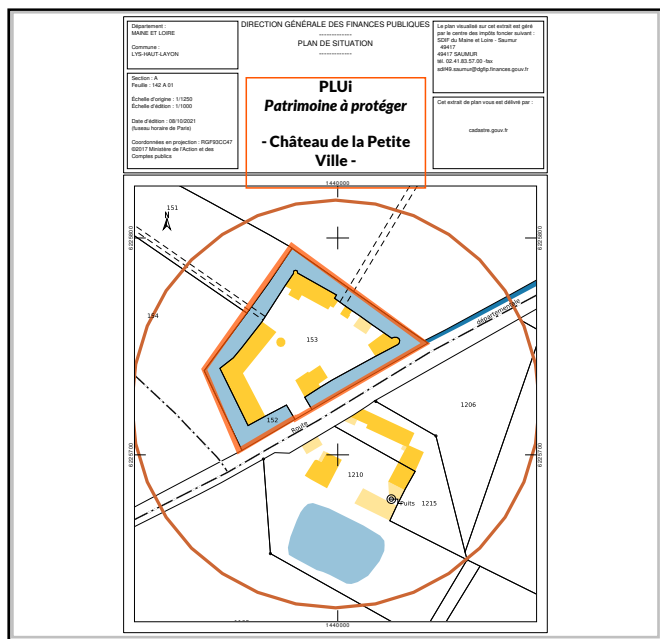 Département :
MAINE ET LOIRE
Commune :
LYS-HAUT-LAYON
Section : A
Feuille : 142 A 01
Échelle d'origine : 1/1250
Échelle d'édition : 1/1000
Date d'édition : 08/10/2021
(fuseau horaire de Paris)
Coordonnées en projection : RGF93CC47
©2017 Ministère de l'Action et des
Comptes publics
DIRECTION GÉNÉRALE DES FINANCES PUBLIQUES
-------------
PLAN DE SITUATION
-------------
PLUi
Patrimoine à protéger
- Château de la Petite
Ville -
Le plan visualisé sur cet extrait est géré
par le centre des impôts foncier suivant :
SDIF du Maine et Loire - Saumur
49417
49417 SAUMUR
tél. 02.41.83.57.00 -fax
sdif49.saumur@dgfip.finances.gouv.fr
Cet extrait de plan vous est délivré par :
cadastre.gouv.fr
1440000
151
N
6225800
6225800
départementale
154
153
152
Route
1206
6225700
6225700
1210
Puits
1215
1440000